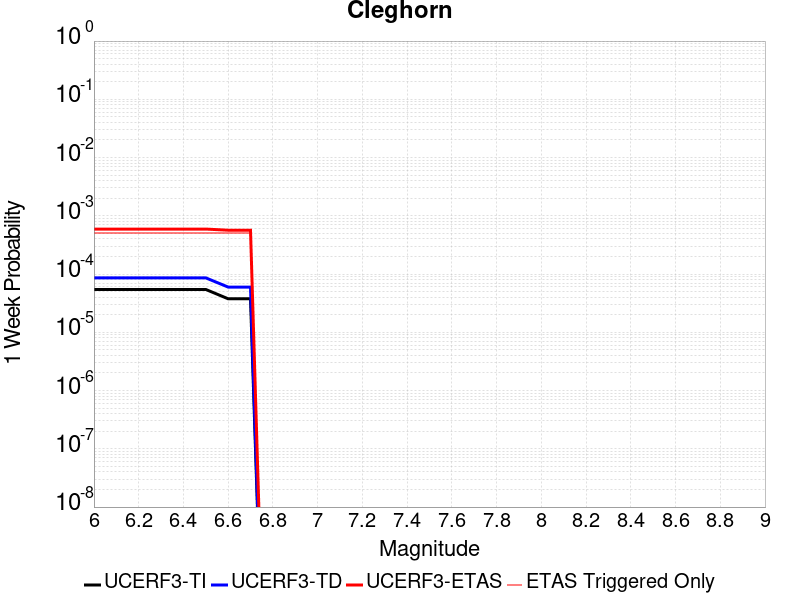 Cleghorn
10^0
10^-1
10^-2
10^-3
10^-4
10^-5
10^-6
10^-7
10^-8
1 Week Probability
6 6.2 6.4 6.6 6.8 7 7.2 7.4 7.6 7.8 8 8.2 8.4 8.6 8.8 9
Magnitude
UCERF3-TI UCERF3-TD UCERF3-ETAS ETAS Triggered Only